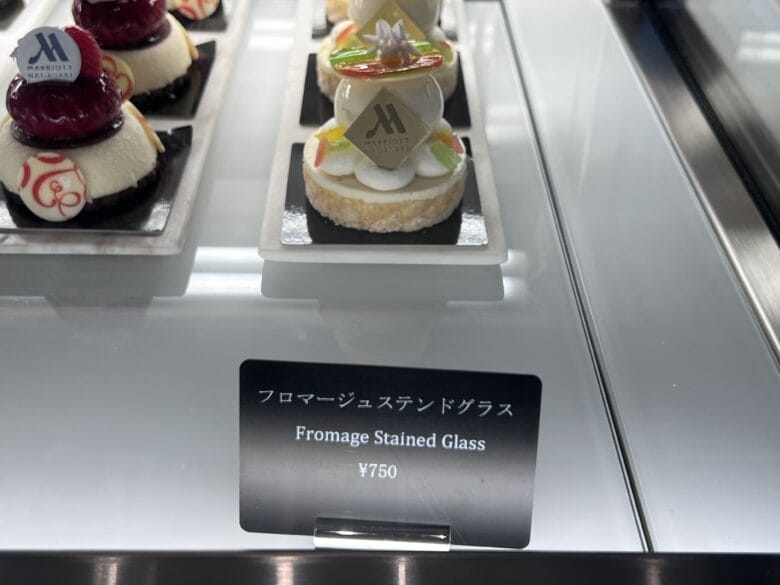 MARRIOTT
NAGASAKI
MARRIOTT
フロマージュステンドグラス
Fromage Stained Glass
¥750